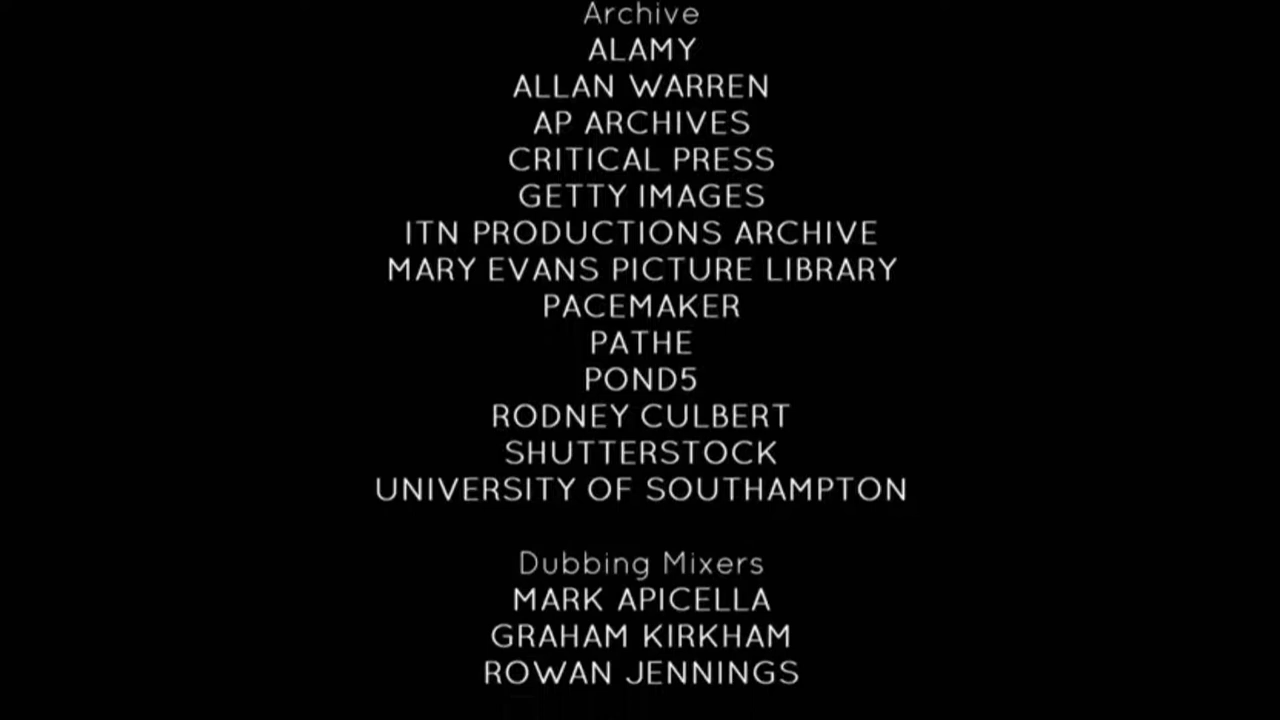 Archive
ALAMY
ALLAN WARREN
AP ARCHIVES
CRITICAL PRESS
GETTY IMAGES
ITN PRODUCTIONS ARCHIVE
MARY EVANS PICTURE LIBRARY
PACEMAKER
PATHE
POND5
RODNEY CULBERT
SHUTTERSTOCK
UNIVERSITY OF SOUTHAMPTON
Dubbing Mixers
MARK APICELLA
GRAHAM KIRKHAM
ROWAN JENNINGS